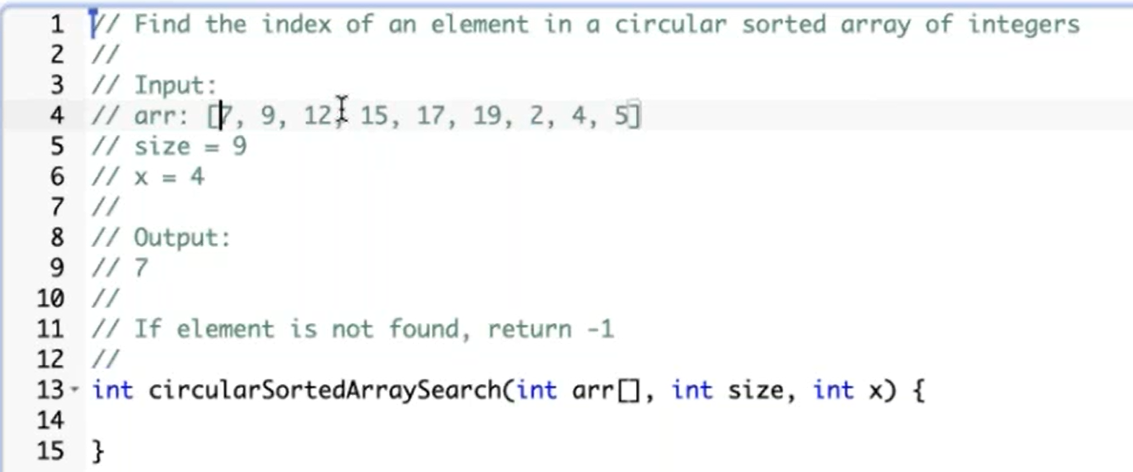 1 // Find the index of an element in a circular sorted array of integers
2 //
3 // Input:
4 // arr: [7, 9, 12, 15, 17, 19, 2, 4, 5]
5 // size = 9
6 // x = 4
7 //
8 // Output:
9 // 7
10 //
11 // If element is not found, return -1
12 //
13 int circularSortedArraySearch(int arr[], int size, int x) {
14
15 }